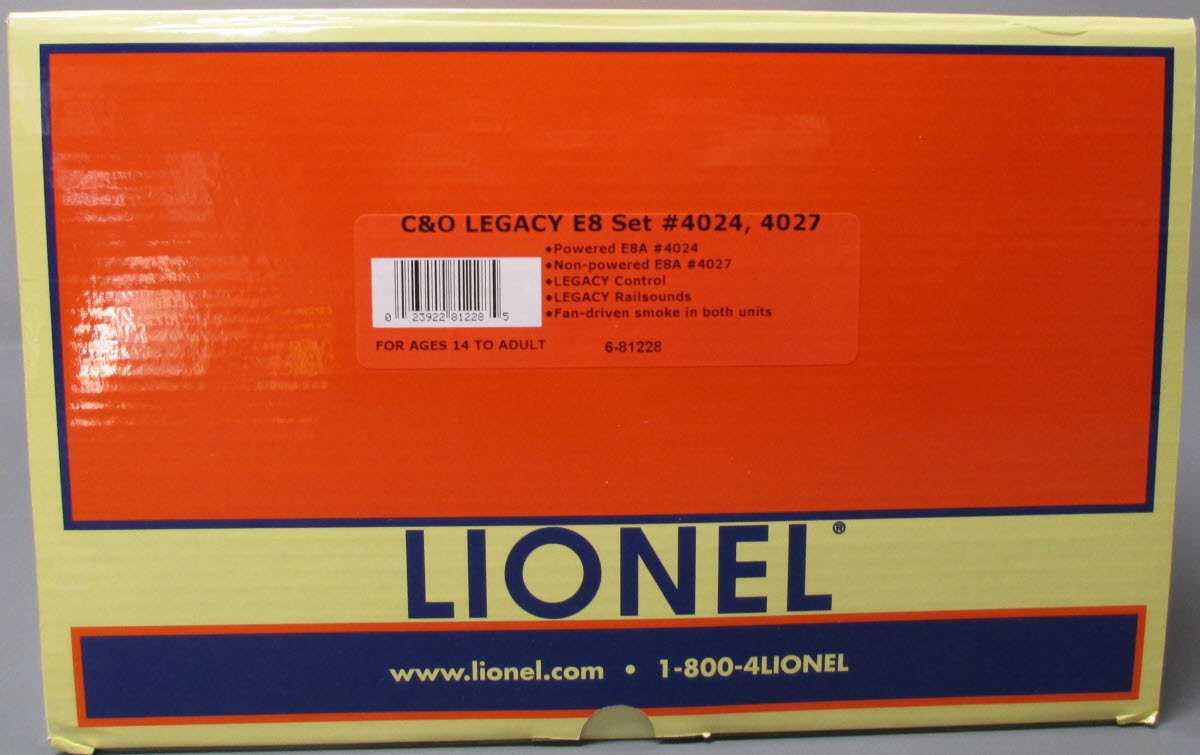 C&O LEGACY E8 Set #4024, 4027
•Powered E8A #4024
•Non-powered E8A #4027
•LEGACY Control
•LEGACY Railsounds
•Fan-driven smoke in both units
0 23922 81228 5
FOR AGES 14 TO ADULT 6-81228
LIONEL®
www.lionel.com • 1-800-4LIONEL